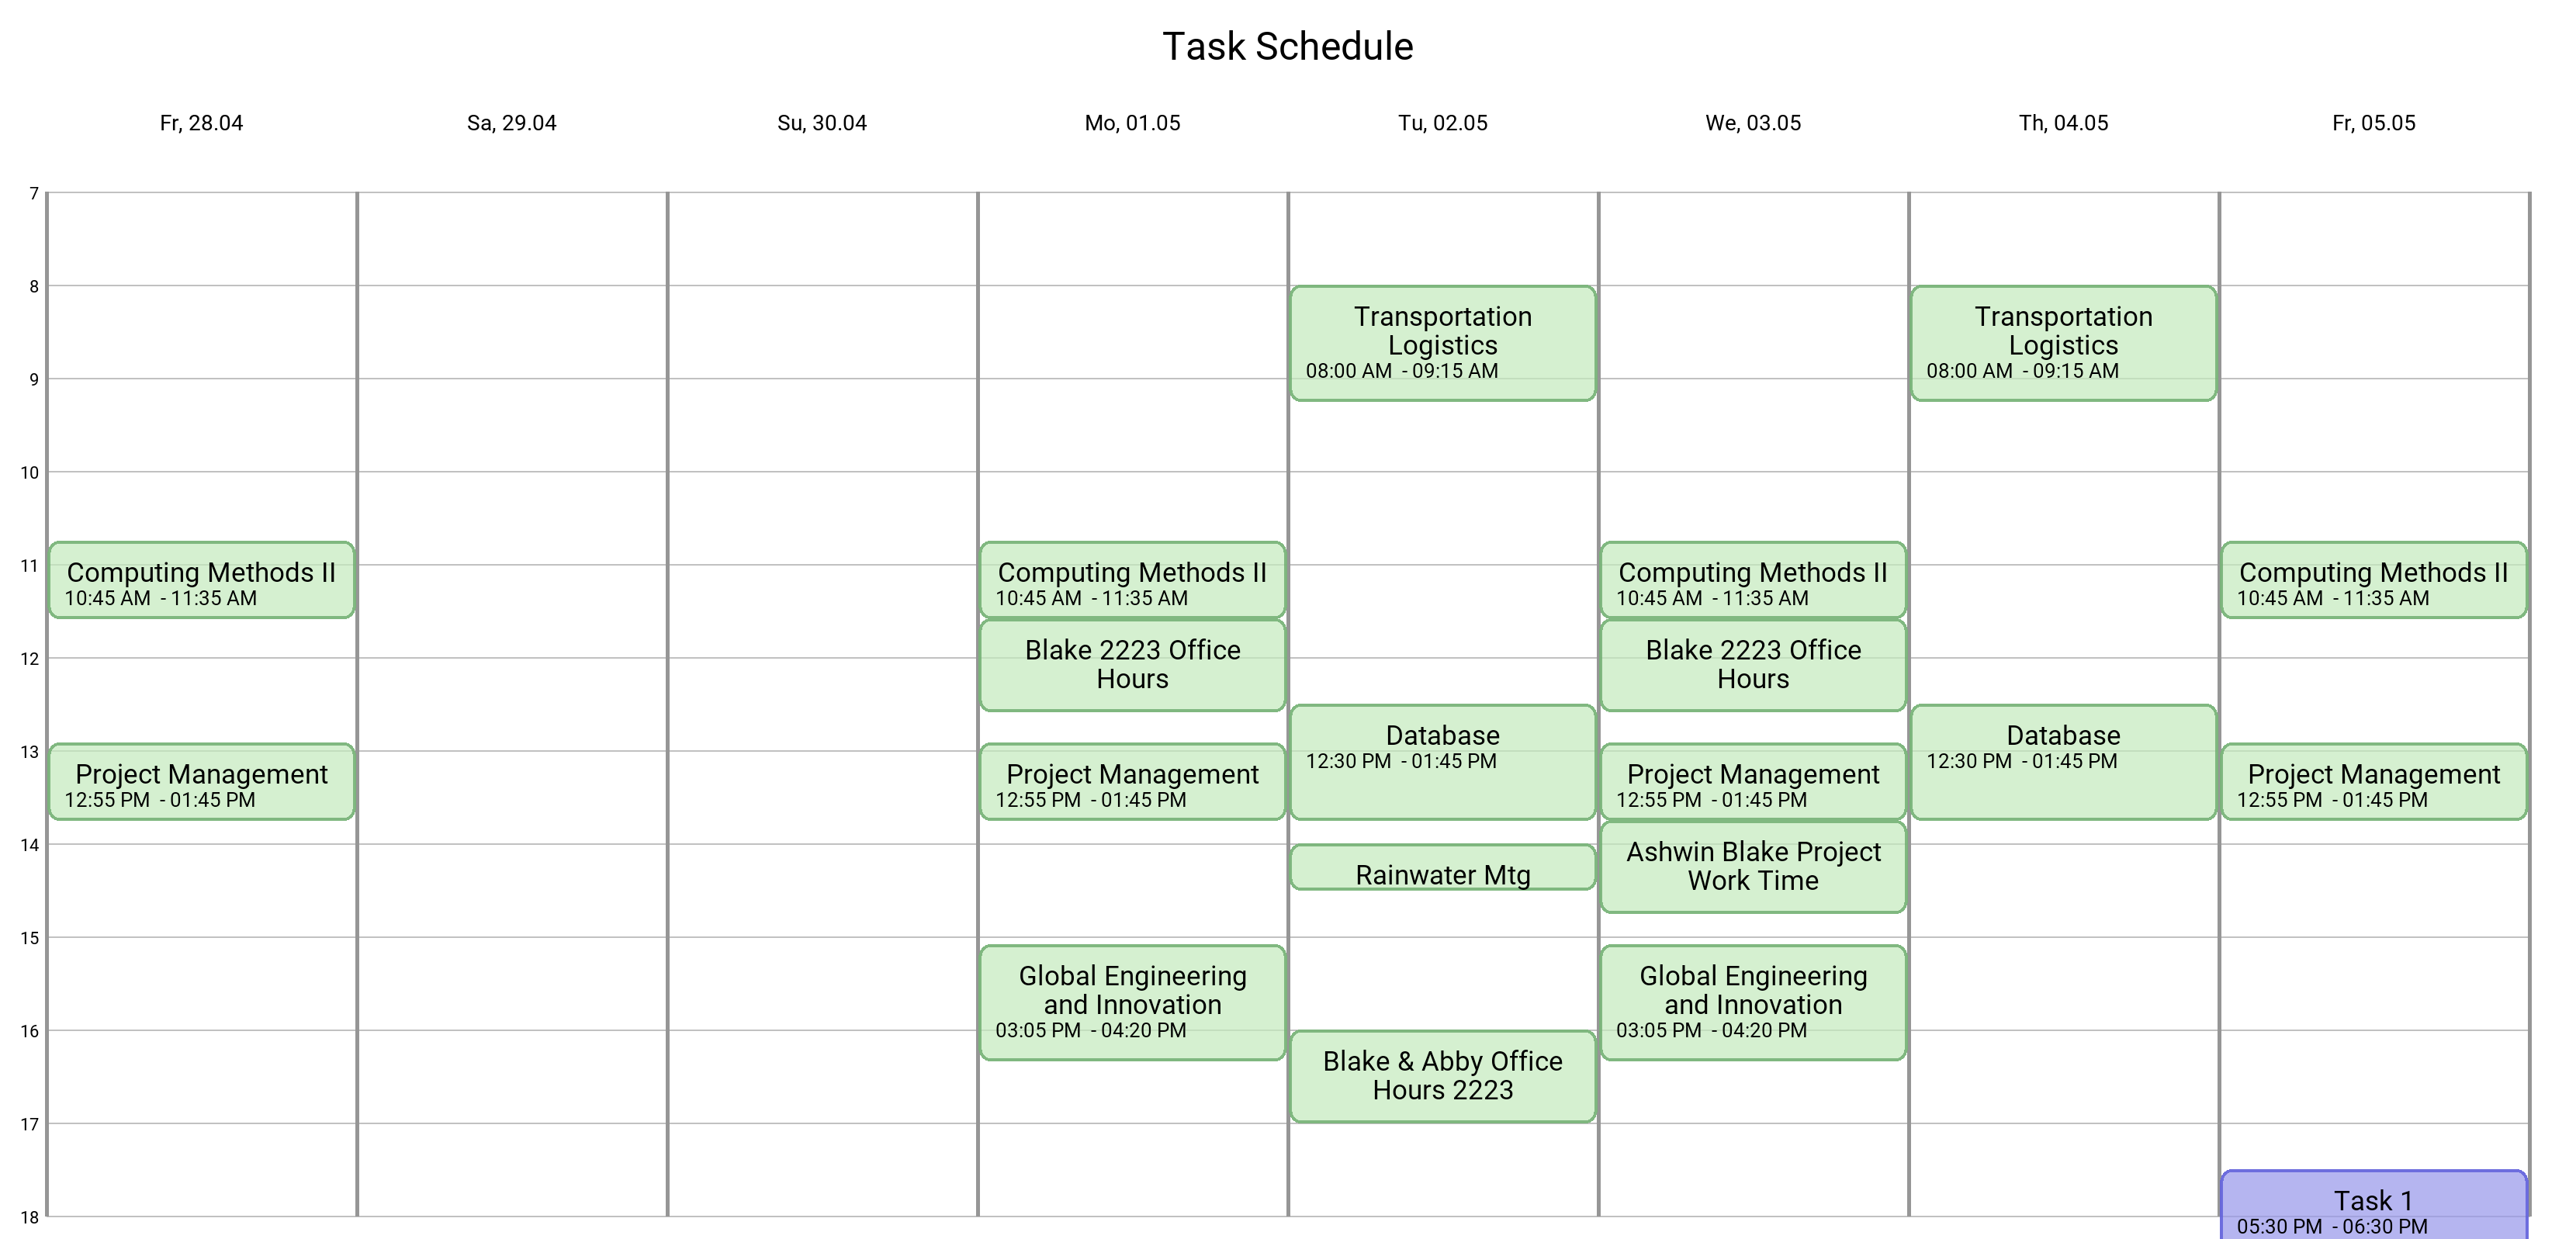 Task Schedule
Fr, 28.04
Sa, 29.04
Su, 30.04
Mo, 01.05
Tu, 02.05
We, 03.05
Th, 04.05
Fr, 05.05
7
8
9
10
11
12
13
14
15
16
17
18
Computing Methods II
10:45 AM - 11:35 AM
Project Management
12:55 PM - 01:45 PM
Computing Methods II
10:45 AM - 11:35 AM
Blake 2223 Office
Hours
Project Management
12:55 PM - 01:45 PM
Global Engineering
and Innovation
03:05 PM - 04:20 PM
Transportation
Logistics
08:00 AM - 09:15 AM
Database
12:30 PM - 01:45 PM
Rainwater Mtg
Blake & Abby Office
Hours 2223
Computing Methods II
10:45 AM - 11:35 AM
Blake 2223 Office
Hours
Project Management
12:55 PM - 01:45 PM
Ashwin Blake Project
Work Time
Global Engineering
and Innovation
03:05 PM - 04:20 PM
Transportation
Logistics
08:00 AM - 09:15 AM
Database
12:30 PM - 01:45 PM
Computing Methods II
10:45 AM - 11:35 AM
Project Management
12:55 PM - 01:45 PM
Task 1
05:30 PM - 06:30 PM